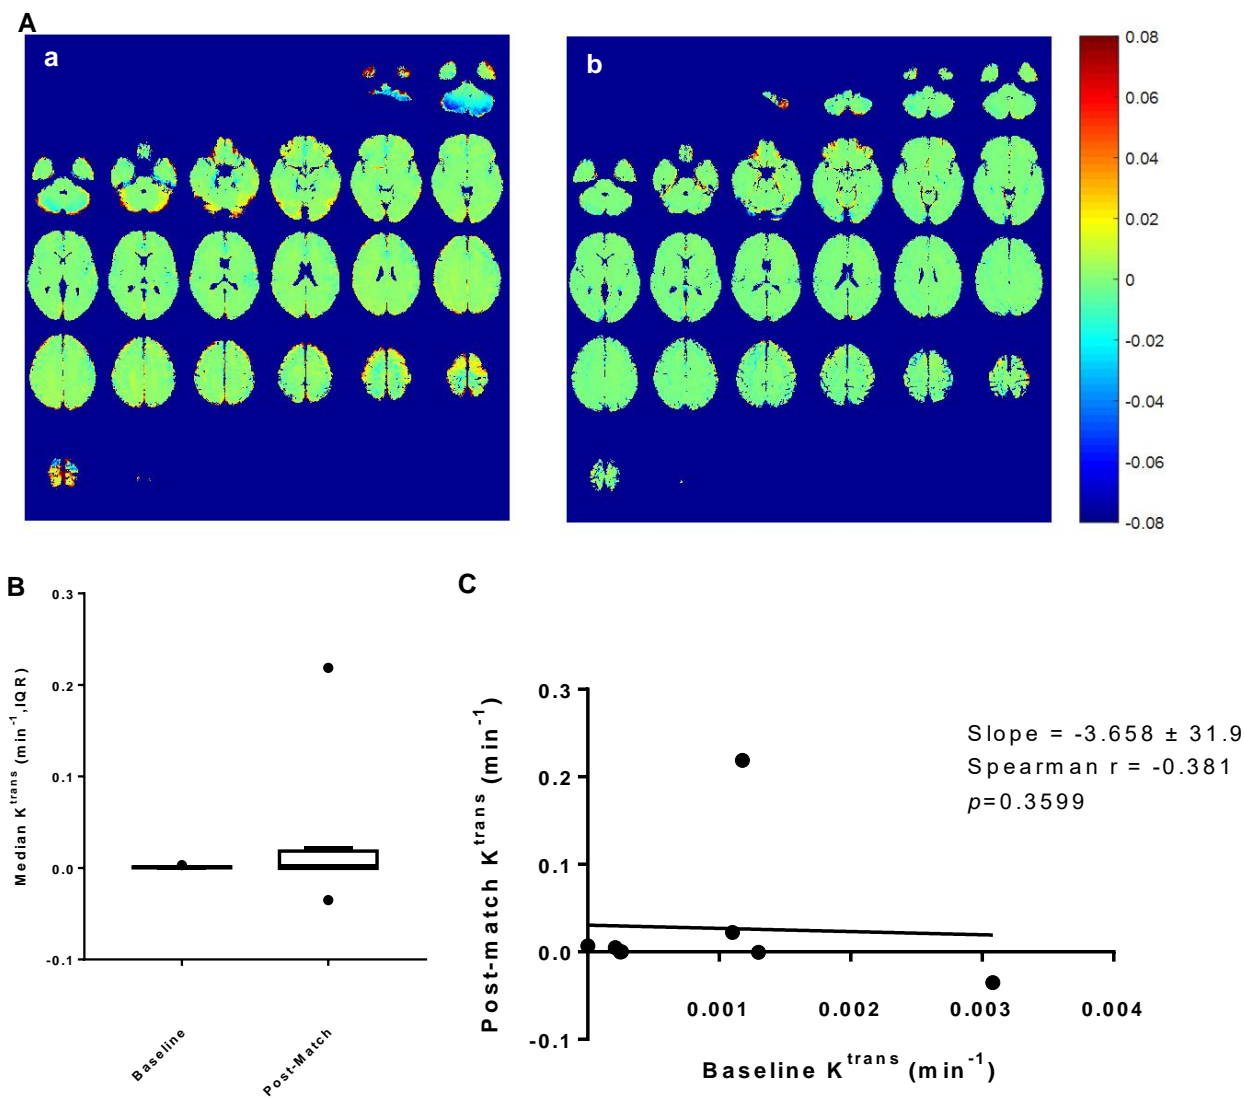 A
a
b
0.08
0.06
0.04
0.02
0
-0.02
-0.04
-0.06
-0.08
B
0.3
0.2
0.1
0.0
-0.1
Median K^trans (min^-1,IQR)
Baseline
Post-Match
C
0.3
0.2
0.1
0.0
-0.1
Post-match K^trans (min^-1)
Slope = -3.658 ± 31.9
Spearman r = -0.381
p=0.3599
0.001
0.002
0.003
0.004
Baseline K^trans (min^-1)